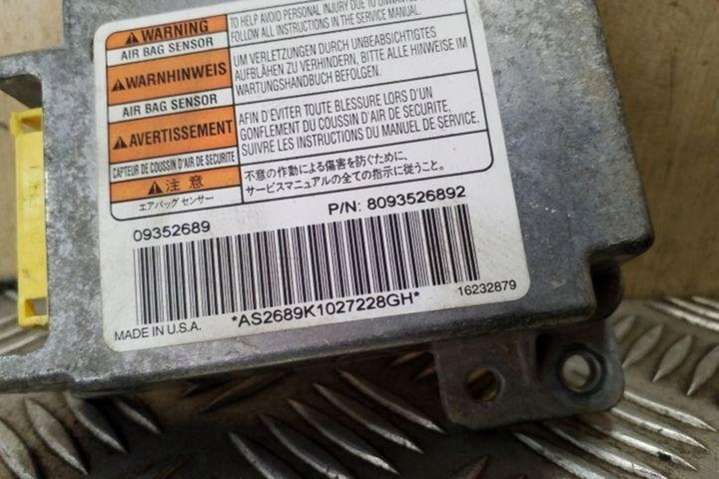 WARNING
AIR BAG SENSOR
TO HELP AVOID PERSONAL INJURY DUE TO
FOLLOW ALL INSTRUCTIONS IN THE SERVICE MANUAL.
WARNHINWEIS
AIR BAG SENSOR
UM VERLETZUNGEN DURCH UNBEABSICHTIGTES
AUFBLÄHEN ZU VERHINDERN, BITTE ALLE HINWEISE IM
WARTUNGSHANDBUCH BEFOLGEN.
AVERTISSEMENT
CAPTEUR DE COUSSIN D'AIR DE SECURITE
AFIN D'EVITER TOUTE BLESSURE LORS D'UN
GONFLEMENT DU COUSSIN D'AIR DE SECURITE,
SUIVRE LES INSTRUCTIONS DU MANUEL DE SERVICE.
注意
エアバッグ センサー
不意の作動による傷害を防ぐために、
サービスマニュアルの全ての指示に従うこと。
09352689
P/N: 8093526892
*AS2689K1027228GH*
16232879
MADE IN U.S.A.